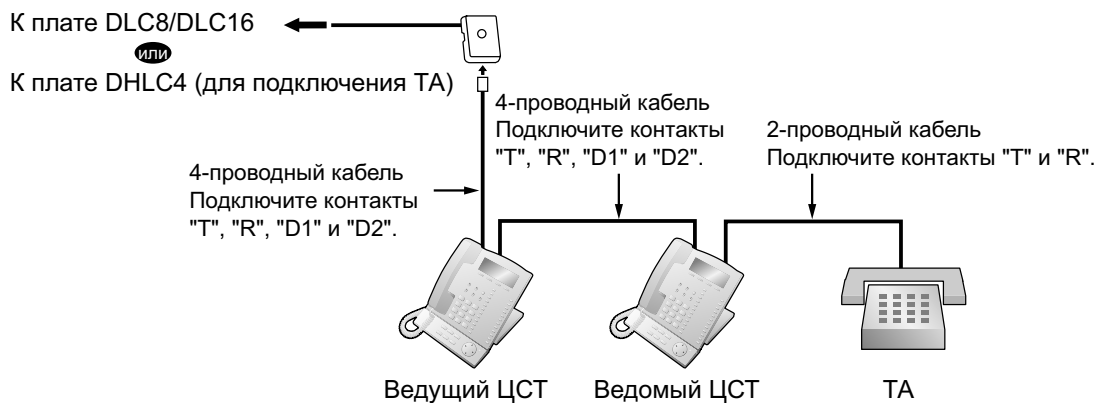 К плате DLC8/DLC16
или
К плате DHLC4 (для подключения ТА)
4-проводный кабель
Подключите контакты
"T", "R", "D1" и "D2".
4-проводный кабель
Подключите контакты
"T", "R", "D1" и "D2".
2-проводный кабель
Подключите контакты "T" и "R".
Ведущий ЦСТ
Ведомый ЦСТ
ТА